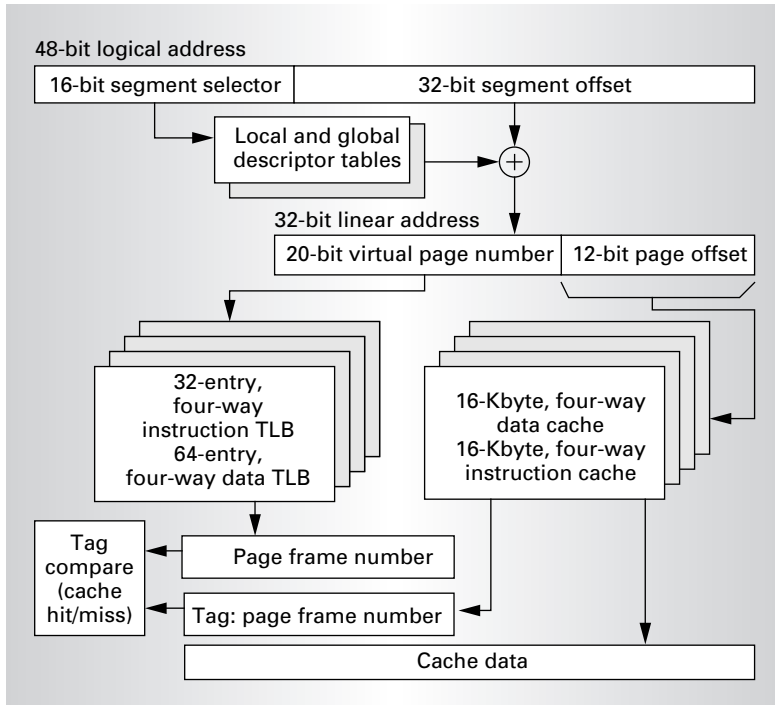 48-bit logical address
16-bit segment selector
32-bit segment offset
Local and global
descriptor tables
+
32-bit linear address
20-bit virtual page number
12-bit page offset
32-entry,
four-way
instruction TLB
64-entry,
four-way data TLB
16-Kbyte, four-way
data cache
16-Kbyte, four-way
instruction cache
Tag
compare
(cache
hit/miss)
Page frame number
Tag: page frame number
Cache data